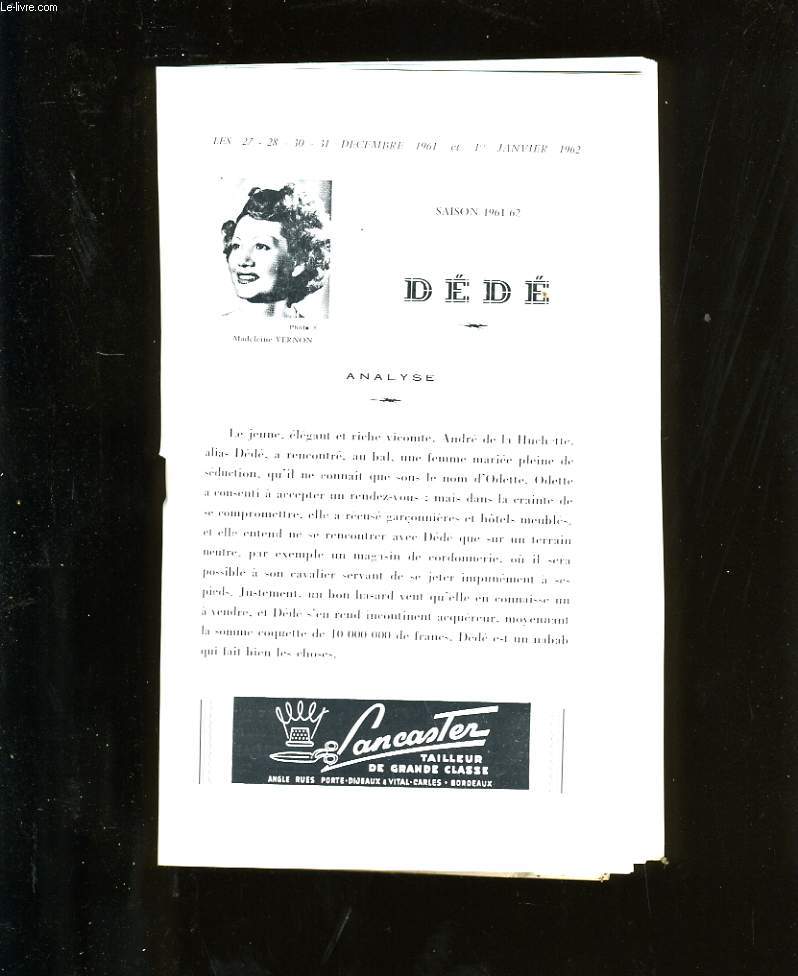 Le-livre.com
LES 27 - 28 - 30 - 31 DECEMBRE 1961 et 1er JANVIER 1962
SAISON 1961-62
DÉDÉ
Photo
Madeleine VERNON
ANALYSE
Le jeune, élégant et riche vicomte, André de la Huchette,
alias Dédé, a rencontré, au bal, une femme mariée pleine de
séduction, qu'il ne connait que sous le nom d'Odette. Odette
a consenti à accepter un rendez-vous ; mais dans la crainte de
se compromettre, elle a récusé garçonnières et hôtels meublés,
et elle entend ne se rencontrer avec Dédé que sur un terrain
neutre, par exemple un magasin de cordonnerie, où il sera
possible à son cavalier servant de se jeter impunément à ses
pieds. Justement, un bon hasard veut qu'elle en connaisse un
à vendre, et Dédé s'en rend incontinent acquéreur, moyennant
la somme coquette de 10 000 000 de francs. Dédé est un nabab
qui fait bien les choses.
Lancaster
TAILLEUR
DE GRANDE CLASSE
ANGLE RUES PORTE-DIJEAUX & VITAL-CARLES - BORDEAUX